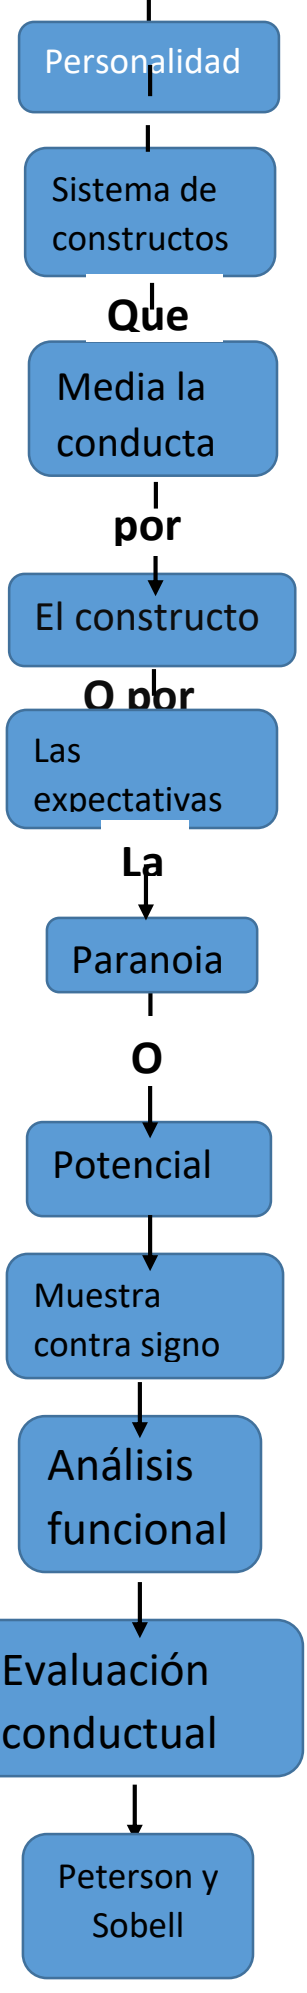 Personalidad
Sistema de
constructos
Que
Media la
conducta
por
El constructo
O por
Las
expectativas
La
Paranoia
O
Potencial
Muestra
contra signo
Análisis
funcional
Evaluación
conductual
Peterson y
Sobell